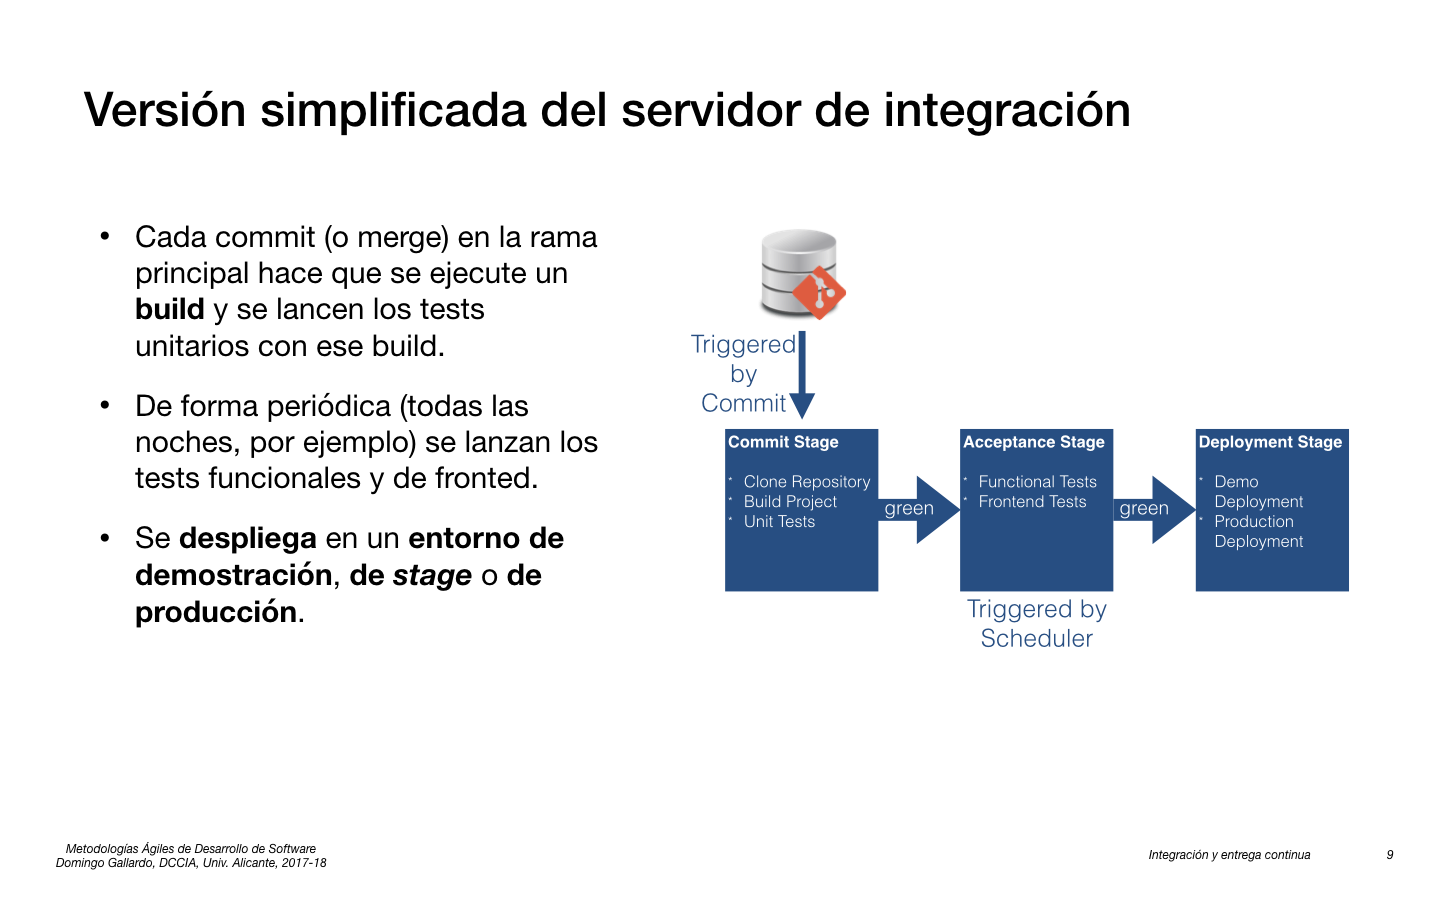 Versión simplificada del servidor de integración
• Cada commit (o merge) en la rama
principal hace que se ejecute un
build y se lancen los tests
unitarios con ese build.
• De forma periódica (todas las
noches, por ejemplo) se lanzan los
tests funcionales y de fronted.
• Se despliega en un entorno de
demostración, de stage o de
producción.
Triggered
by
Commit
Commit Stage
* Clone Repository
* Build Project
* Unit Tests
green
Acceptance Stage
* Functional Tests
* Frontend Tests
Triggered by
Scheduler
green
Deployment Stage
* Demo
Deployment
* Production
Deployment
Metodologías Ágiles de Desarrollo de Software
Domingo Gallardo, DCCIA, Univ. Alicante, 2017-18
Integración y entrega continua
9